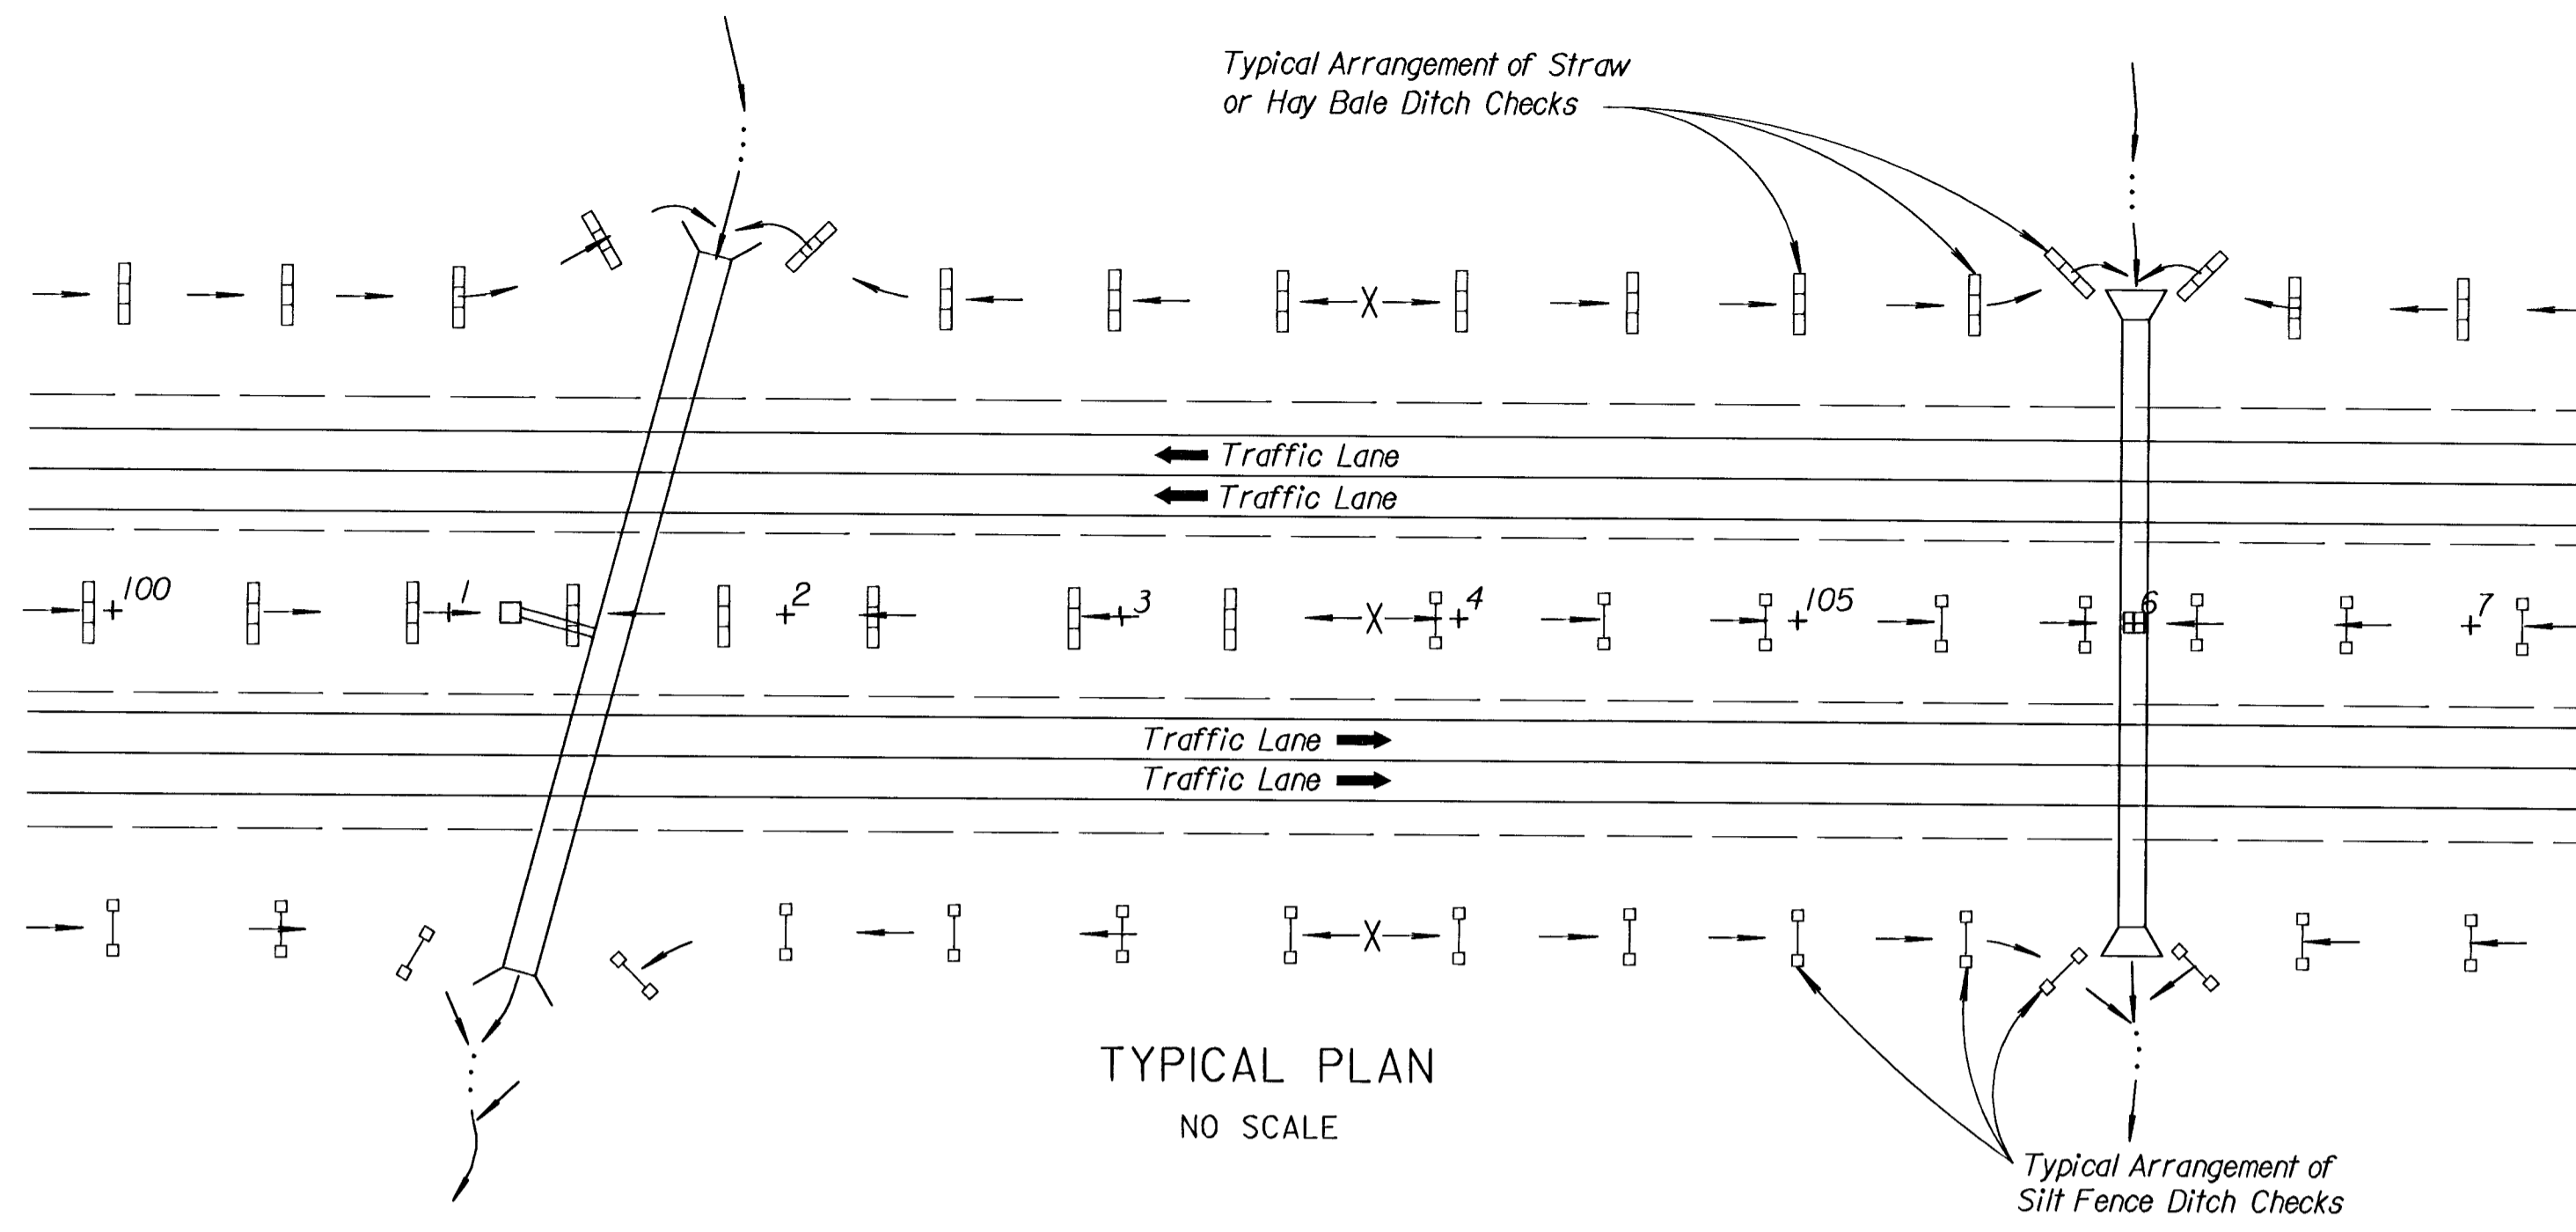 Typical Arrangement of Straw
or Hay Bale Ditch Checks
Traffic Lane
Traffic Lane
100
1
2
3
4
105
6
7
Traffic Lane
Traffic Lane
TYPICAL PLAN
NO SCALE
Typical Arrangement of
Silt Fence Ditch Checks